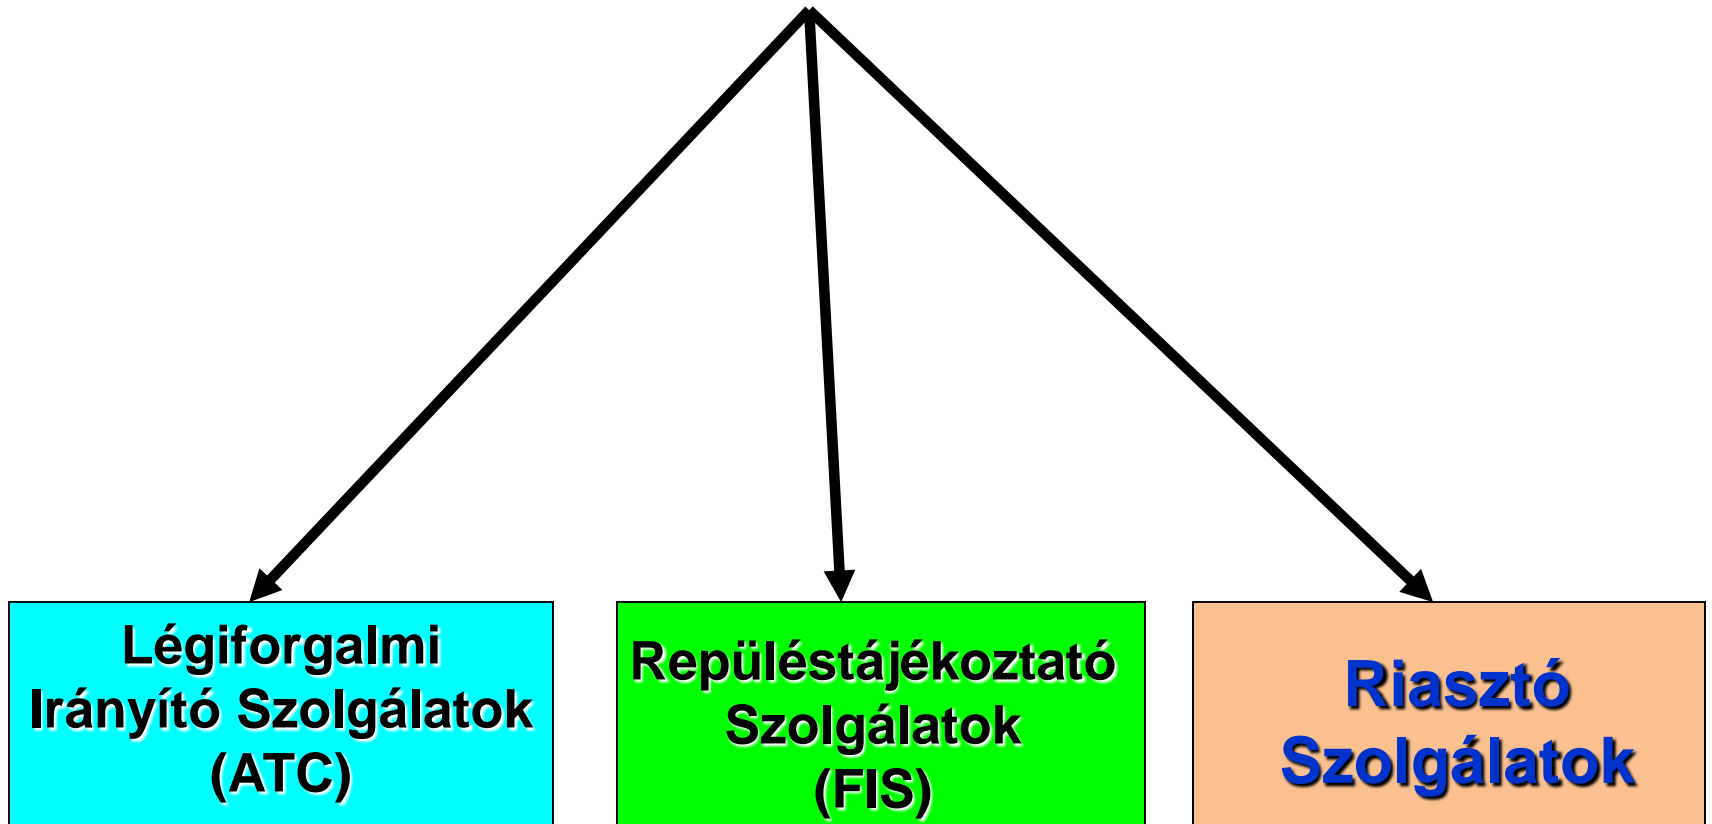 Légiforgalmi
Irányító Szolgálatok
(ATC)
Repüléstájékoztató
Szolgálatok
(FIS)
Riasztó
Szolgálatok